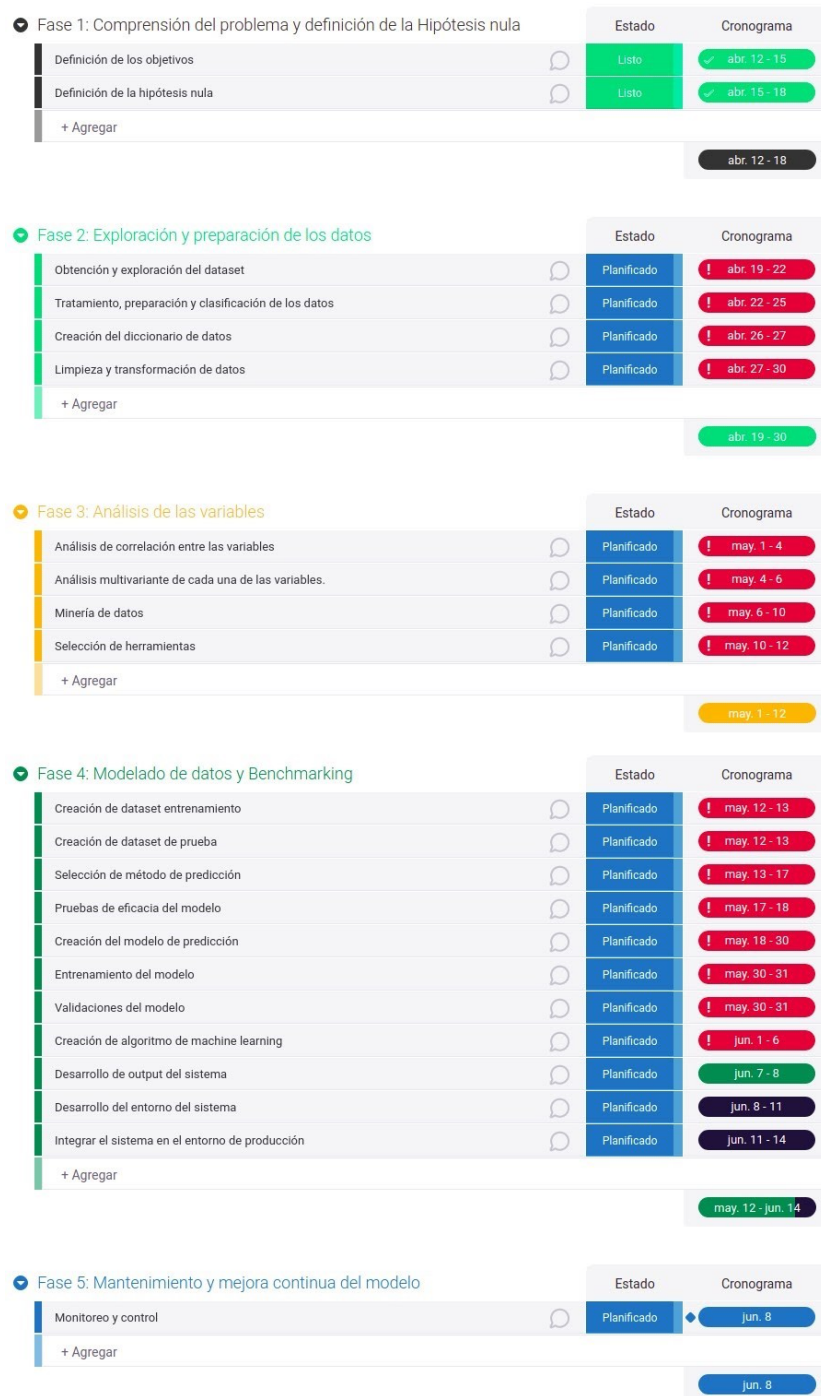 Fase 1: Comprensión del problema y definición de la Hipótesis nula Estado Cronograma
Definición de los objetivos Listo abr. 12 - 15
Definición de la hipótesis nula Listo abr. 15 - 18
+ Agregar
abr. 12 - 18
Fase 2: Exploración y preparación de los datos Estado Cronograma
Obtención y exploración del dataset Planificado ! abr. 19 - 22
Tratamiento, preparación y clasificación de los datos Planificado ! abr. 22 - 25
Creación del diccionario de datos Planificado ! abr. 26 - 27
Limpieza y transformación de datos Planificado ! abr. 27 - 30
+ Agregar
abr. 19 - 30
Fase 3: Análisis de las variables Estado Cronograma
Análisis de correlación entre las variables Planificado ! may. 1 - 4
Análisis multivariante de cada una de las variables. Planificado ! may. 4 - 6
Minería de datos Planificado ! may. 6 - 10
Selección de herramientas Planificado ! may. 10 - 12
+ Agregar
may. 1 - 12
Fase 4: Modelado de datos y Benchmarking Estado Cronograma
Creación de dataset entrenamiento Planificado ! may. 12 - 13
Creación de dataset de prueba Planificado ! may. 12 - 13
Selección de método de predicción Planificado ! may. 13 - 17
Pruebas de eficacia del modelo Planificado ! may. 17 - 18
Creación del modelo de predicción Planificado ! may. 18 - 30
Entrenamiento del modelo Planificado ! may. 30 - 31
Validaciones del modelo Planificado ! may. 30 - 31
Creación de algoritmo de machine learning Planificado ! jun. 1 - 6
Desarrollo de output del sistema Planificado jun. 7 - 8
Desarrollo del entorno del sistema Planificado jun. 8 - 11
Integrar el sistema en el entorno de producción Planificado jun. 11 - 14
+ Agregar
may. 12 - jun. 14
Fase 5: Mantenimiento y mejora continua del modelo Estado Cronograma
Monitoreo y control Planificado jun. 8
+ Agregar
jun. 8